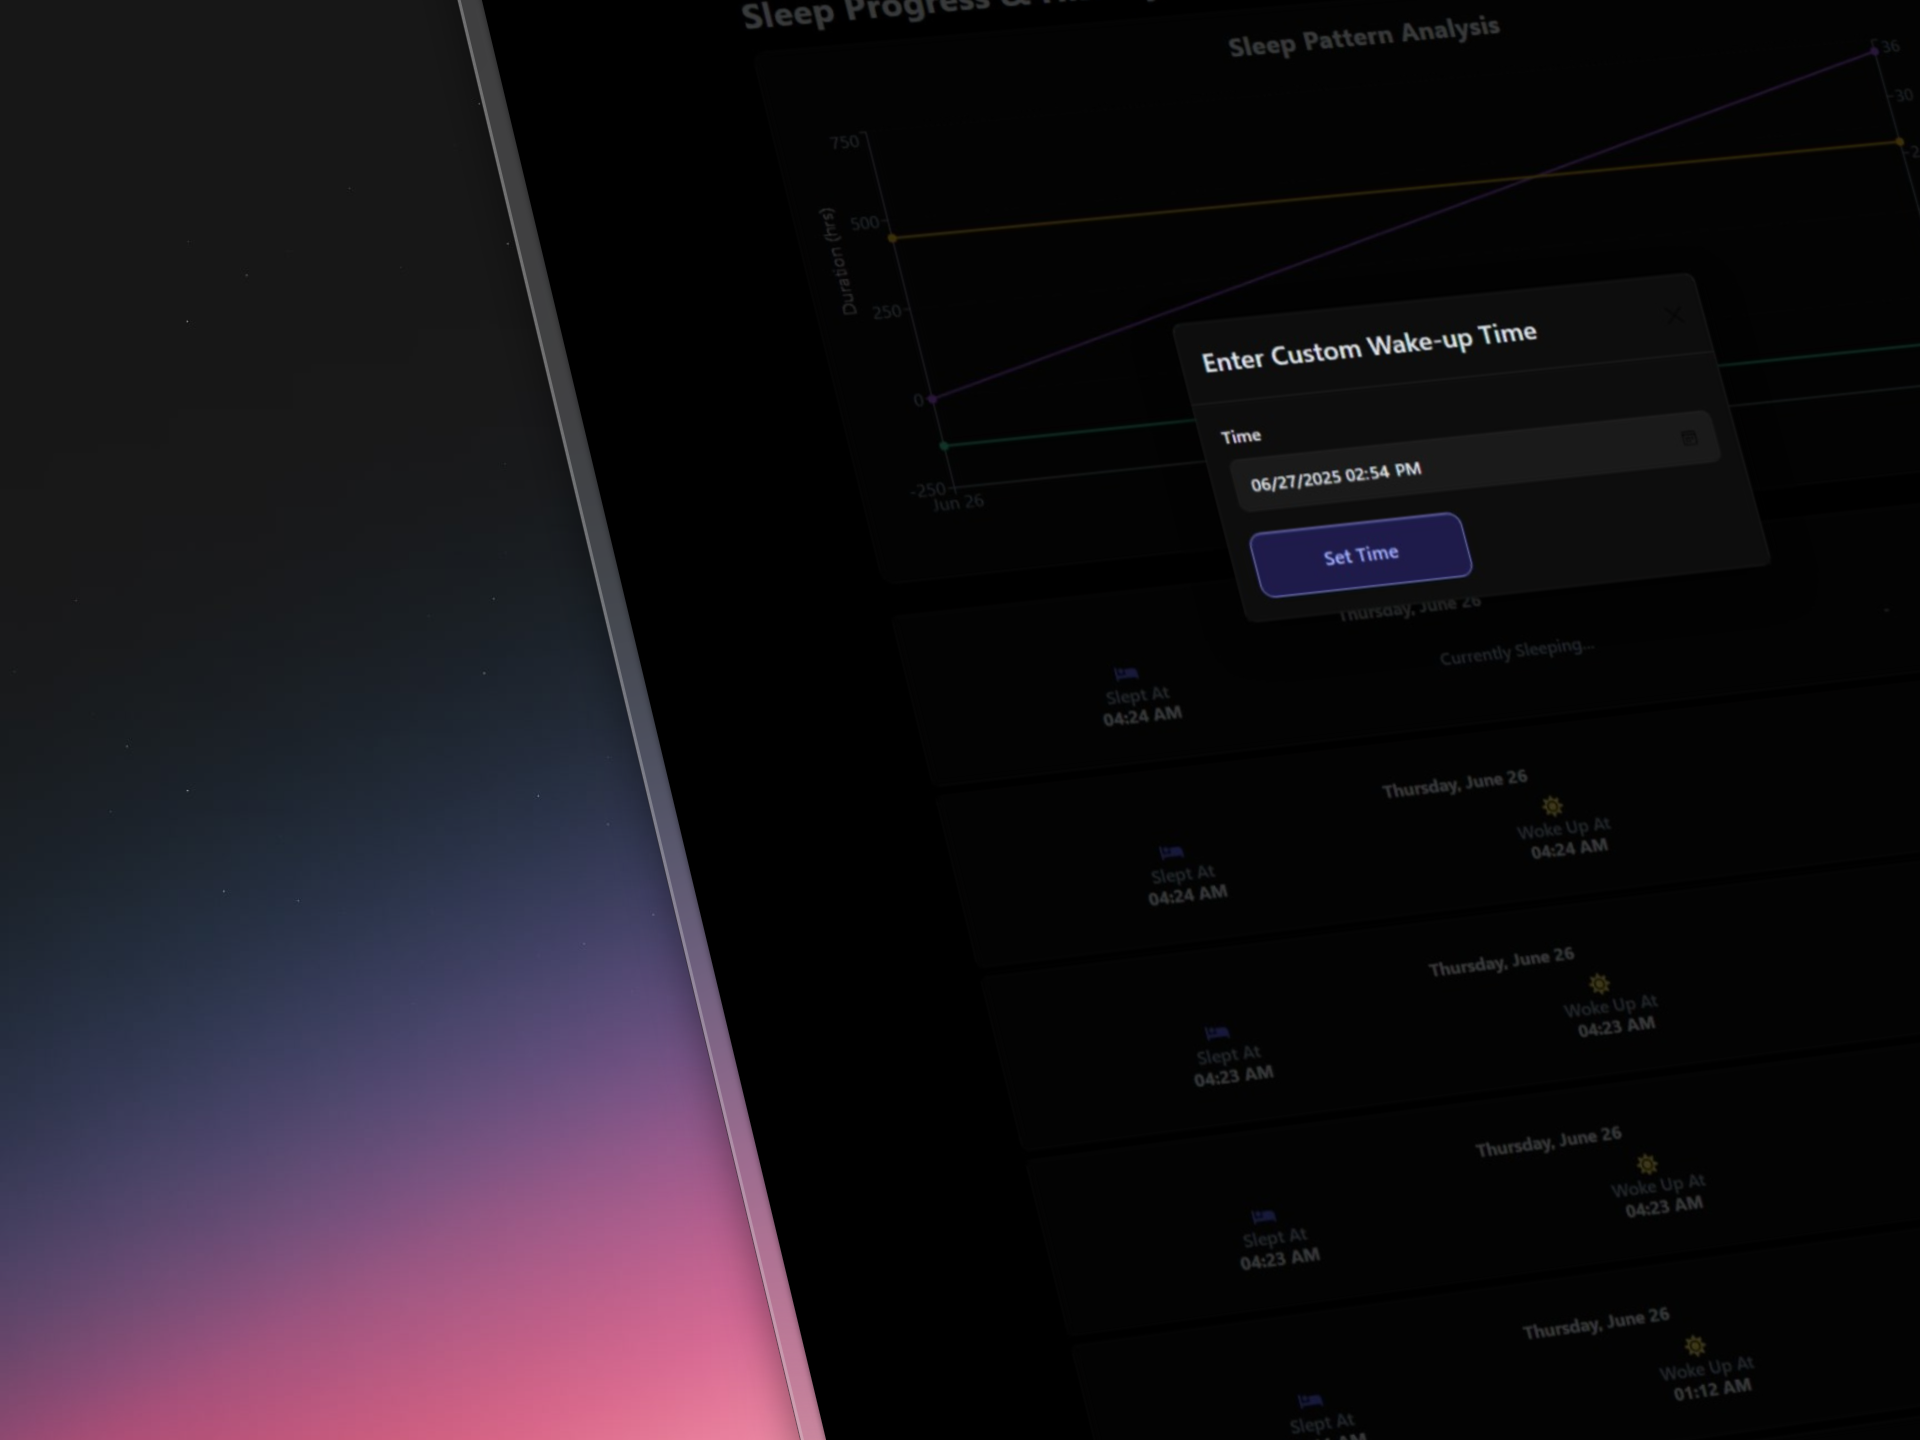 Sleep Progress &
Sleep Pattern Analysis
36
30
750
500
250
0
-250
Duration (hrs)
Jun 26
Enter Custom Wake-up Time
Time
06/27/2025 02:54 PM
Set Time
Thursday, June 26
Currently Sleeping...
-
Slept At
04:24 AM
Thursday, June 26
Slept At
04:24 AM
Woke Up At
04:24 AM
Thursday, June 26
Slept At
04:23 AM
Woke Up At
04:23 AM
Thursday, June 26
Slept At
04:23 AM
Woke Up At
04:23 AM
Thursday, June 26
Slept At
Woke Up At
01:12 AM